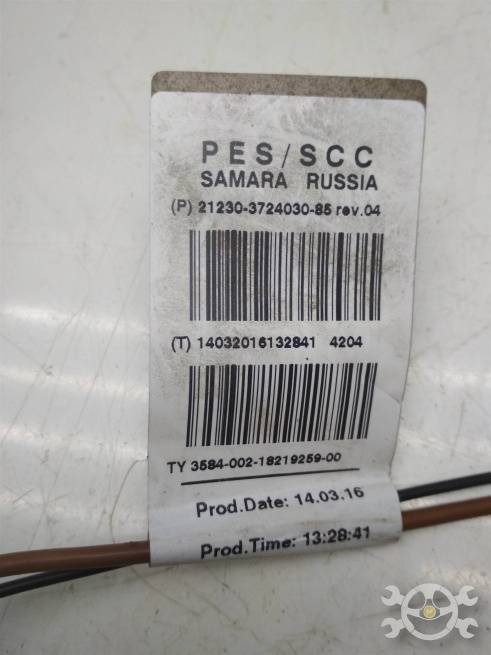 PES/SCC
SAMARA RUSSIA
(P) 21230-3724030-85 rev.04
(T) 14032016132841 4204
TY 3584-002-18219259-00
Prod.Date: 14.03.16
Prod.Time: 13:28:41